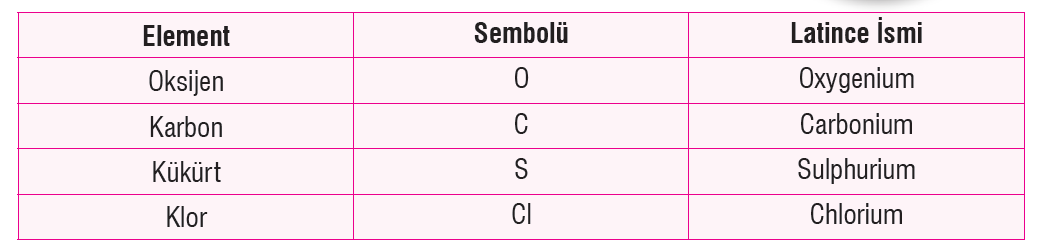 Element Sembolü Latince İsmi
Oksijen O Oxygenium
Karbon C Carbonium
Kükürt S Sulphurium
Klor Cl Chlorium